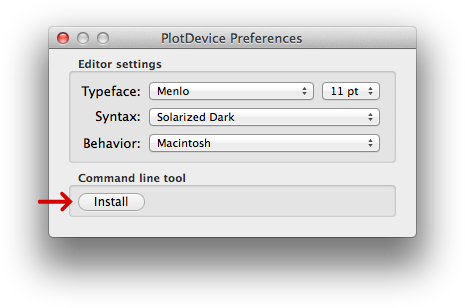 PlotDevice Preferences
Editor settings
Typeface: Menlo 11 pt
Syntax: Solarized Dark
Behavior: Macintosh
Command line tool
Install